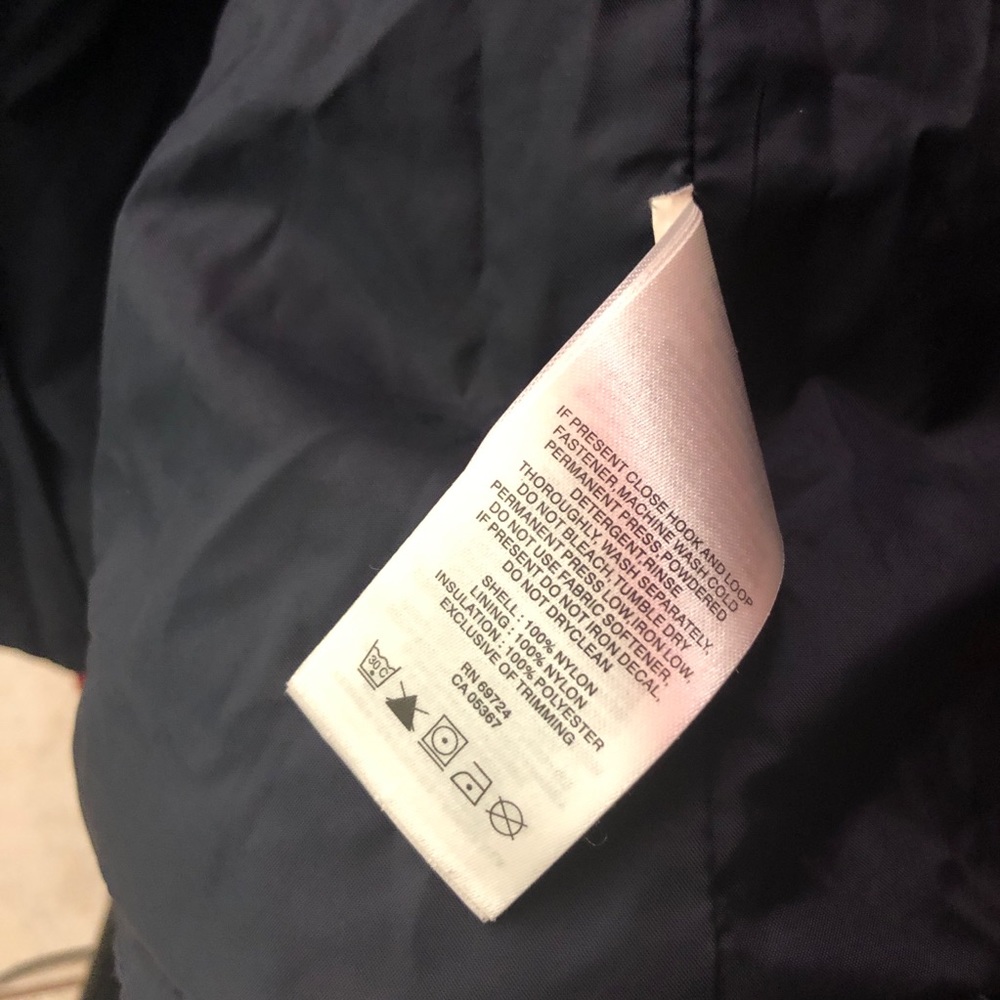 IF PRESENT CLOSE HOOK AND LOOP
FASTENER, MACHINE WASH COLD
PERMANENT PRESS. POWDERED
DETERGENT.RINSE
THOROUGHLY. WASH SEPARATELY.
DO NOT BLEACH, TUMBLE DRY
PERMANENT PRESS. LOW IRON LOW.
DO NOT USE FABRIC SOFTENER,
IF PRESENT DO NOT IRON DECAL.
DO NOT DRYCLEAN
SHELL : 100% NYLON
LINING : 100% NYLON
INSULATION : 100% POLYESTER
EXCLUSIVE OF TRIMMING
RN 69724
CA 05367
30°C